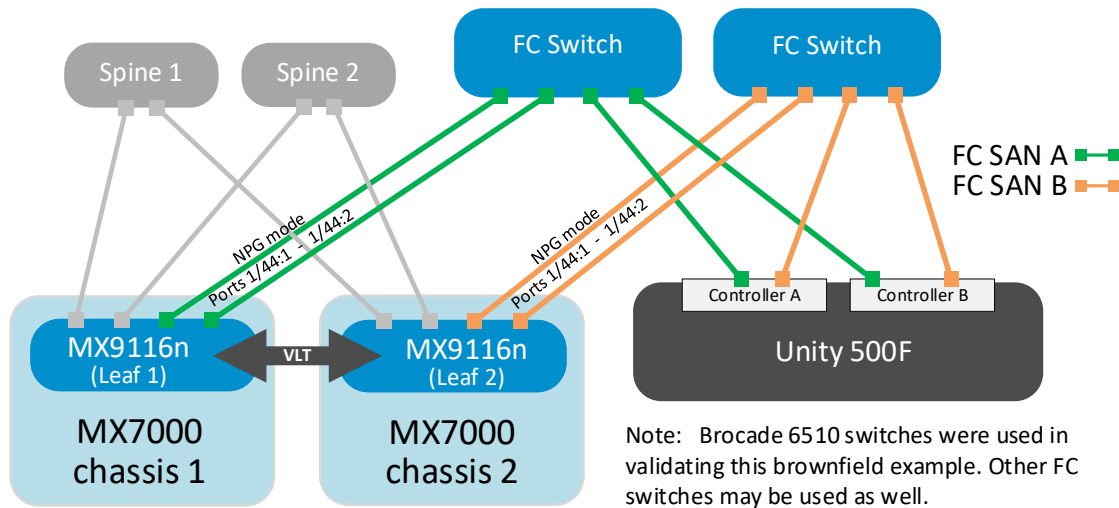 Spine 1
Spine 2
FC Switch
FC Switch
FC SAN A
FC SAN B
NPG mode
Ports 1/44:1 - 1/44:2
NPG mode
Ports 1/44:1 - 1/44:2
Controller A
Controller B
Unity 500F
MX9116n
(Leaf 1)
VLT
MX9116n
(Leaf 2)
MX7000
chassis 1
MX7000
chassis 2
Note: Brocade 6510 switches were used in
validating this brownfield example. Other FC
switches may be used as well.